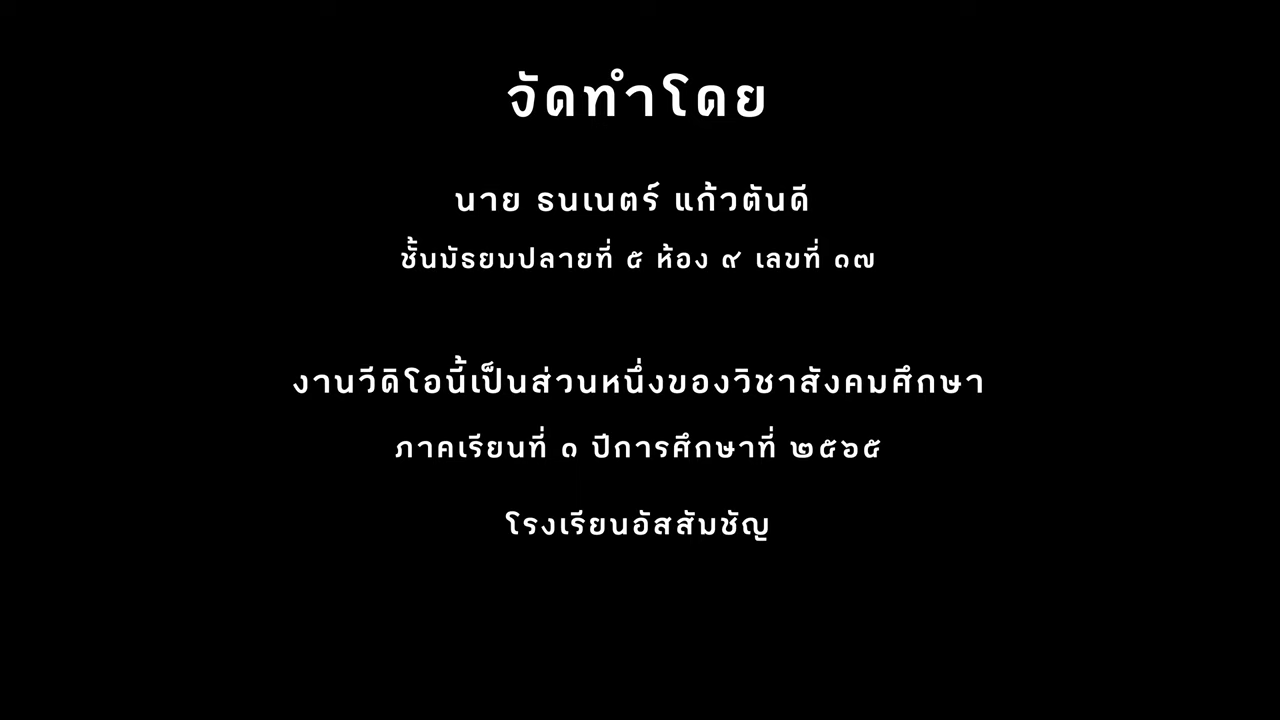 จัดทำโดย
นาย ธนเนตร์ แก้วตันดี
ชั้นมัธยมปลายที่ ๕ ห้อง ๙ เลขที่ ๑๗
งานวีดิโอนี้เป็นส่วนหนึ่งของวิชาสังคมศึกษา
ภาคเรียนที่ ๑ ปีการศึกษาที่ ๒๕๖๕
โรงเรียนอัสสัมชัญ